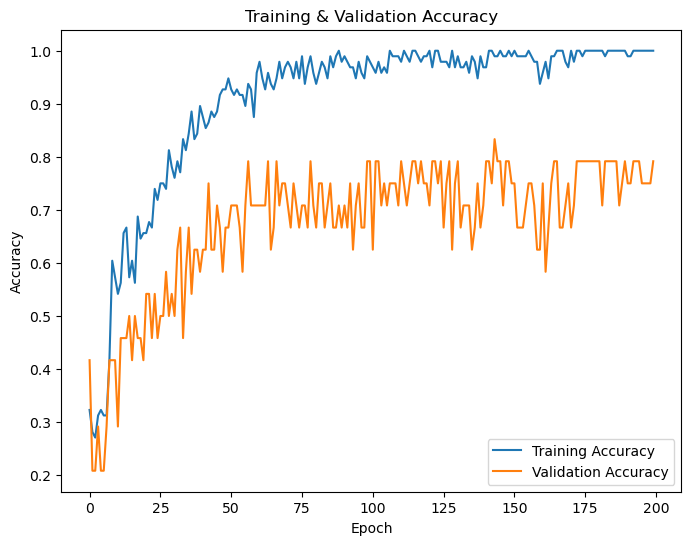 Training & Validation Accuracy
1.0
0.9
0.8
0.7
0.6
0.5
0.4
0.3
0.2
Accuracy
0 25 50 75 100 125 150 175 200
Epoch
Training Accuracy
Validation Accuracy